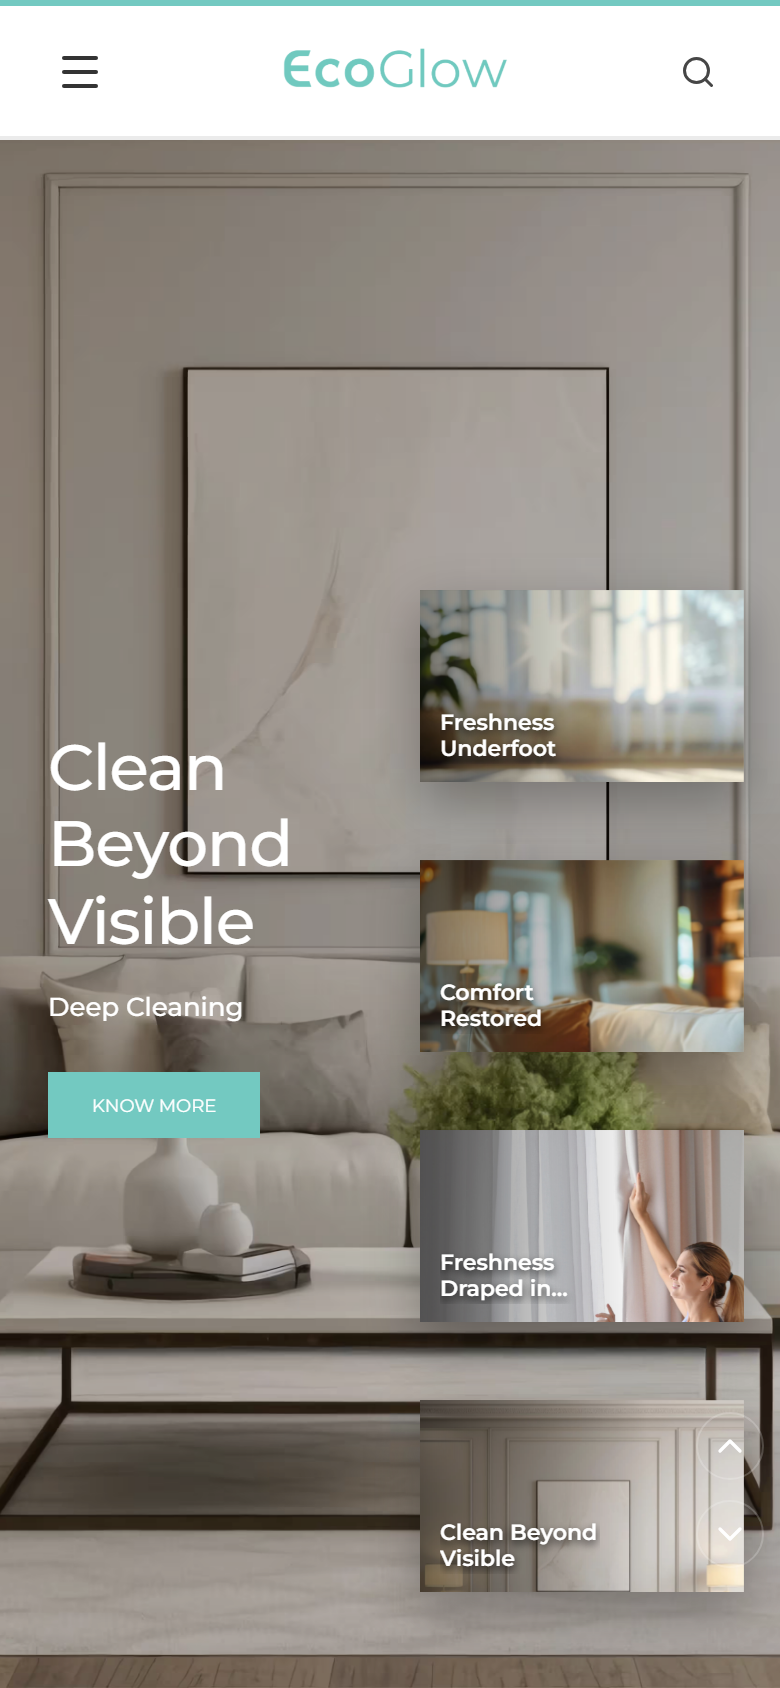 EcoGlow
Clean
Beyond
Visible
Deep Cleaning
KNOW MORE
Freshness
Underfoot
Comfort
Restored
Freshness
Draped in...
Clean Beyond
Visible